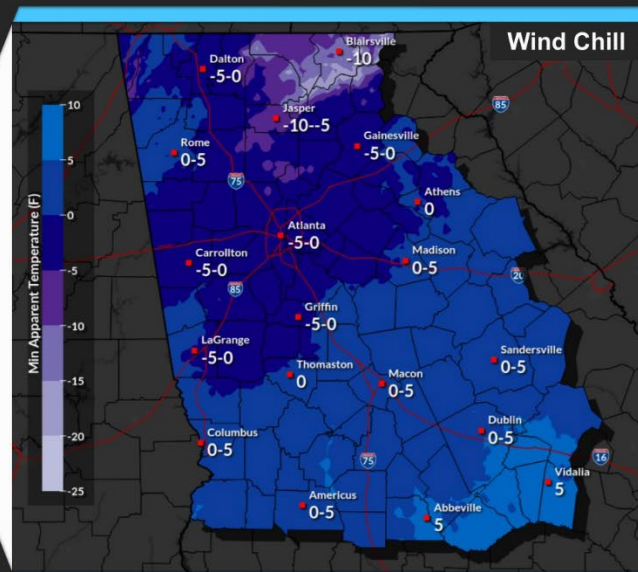 Wind Chill
Min Apparent Temperature (F)
10
5
0
-5
-10
-15
-20
-25
Blairsville
-10
Dalton
-5-0
Jasper
-10--5
85
Rome
0-5
Gainesville
-5-0
75
Athens
0
Atlanta
-5-0
Carrollton
-5-0
Madison
0-5
20
85
Griffin
-5-0
LaGrange
-5-0
Thomaston
0
Sandersville
0-5
Macon
0-5
Columbus
0-5
Dublin
0-5
75
16
Vidalia
5
Americus
0-5
Abbeville
5